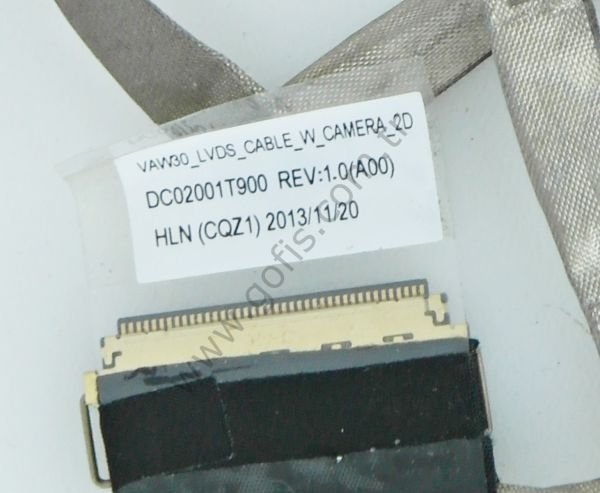 VAW30_LVDS_CABLE_W_CAMERA_2D
DC02001T900 REV:1.0(A00)
HLN (CQZ1) 2013/11/20
www.gofis.com.tr